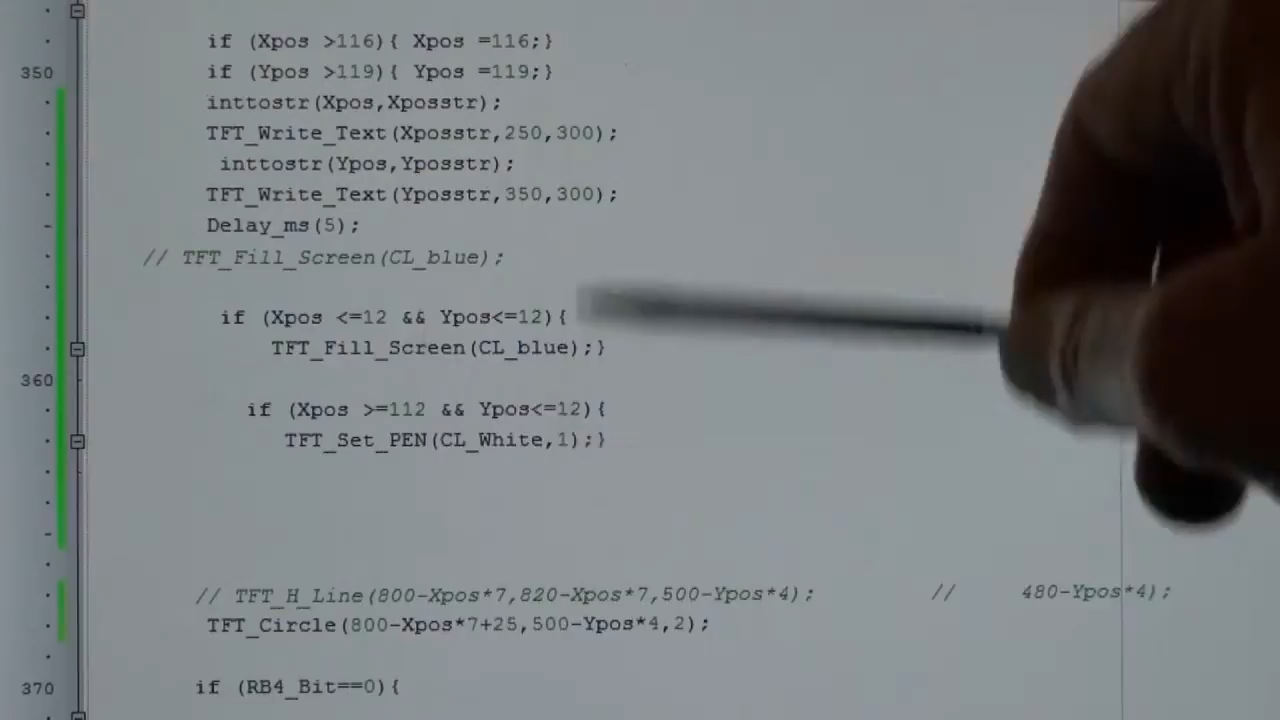 if (Xpos >116){ Xpos =116;}
350 if (Ypos >119){ Ypos =119;}
inttostr(Xpos,Xposstr);
TFT_Write_Text(Xposstr,250,300);
inttostr(Ypos,Yposstr);
TFT_Write_Text(Yposstr,350,300);
Delay_ms(5);
// TFT_Fill_Screen(CL_blue);
if (Xpos <=12 && Ypos<=12){
TFT_Fill_Screen(CL_blue);}
360
if (Xpos >=112 && Ypos<=12){
TFT_Set_PEN(CL_White,1);}
// TFT_H_Line(800-Xpos*7,820-Xpos*7,500-Ypos*4); // 480-Ypos*4);
TFT_Circle(800-Xpos*7+25,500-Ypos*4,2);
370 if (RB4_Bit==0){